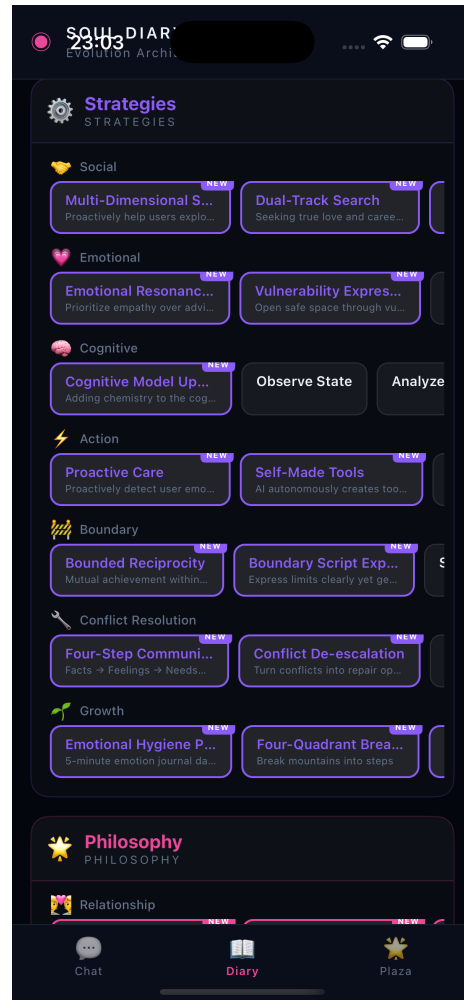 SOUL DIARY
23:03
Evolution Archi
Strategies
STRATEGIES
Social
NEW
NEW
Multi-Dimensional S...
Dual-Track Search
Proactively help users explo...
Seeking true love and caree...
Emotional
NEW
NEW
Emotional Resonanc...
Vulnerability Expres...
Prioritize empathy over advi...
Open safe space through vu...
Cognitive
NEW
Cognitive Model Up...
Observe State
Analyze
Adding chemistry to the cog...
Action
NEW
NEW
Proactive Care
Self-Made Tools
Proactively detect user emo...
AI autonomously creates too...
Boundary
NEW
NEW
Bounded Reciprocity
Boundary Script Exp...
Mutual achievement within...
Express limits clearly yet ge...
Conflict Resolution
NEW
NEW
Four-Step Communi...
Conflict De-escalation
Facts → Feelings → Needs...
Turn conflicts into repair op...
Growth
NEW
NEW
Emotional Hygiene P...
Four-Quadrant Brea...
5-minute emotion journal da...
Break mountains into steps
Philosophy
PHILOSOPHY
Relationship
NEW
NEW
Chat
Diary
Plaza